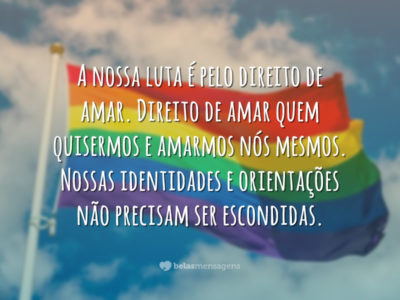 A nossa luta é pelo direito de
amar. Direito de amar quem
quisermos e amarmos nós mesmos.
Nossas identidades e orientações
não precisam ser escondidas.
belasmensagens